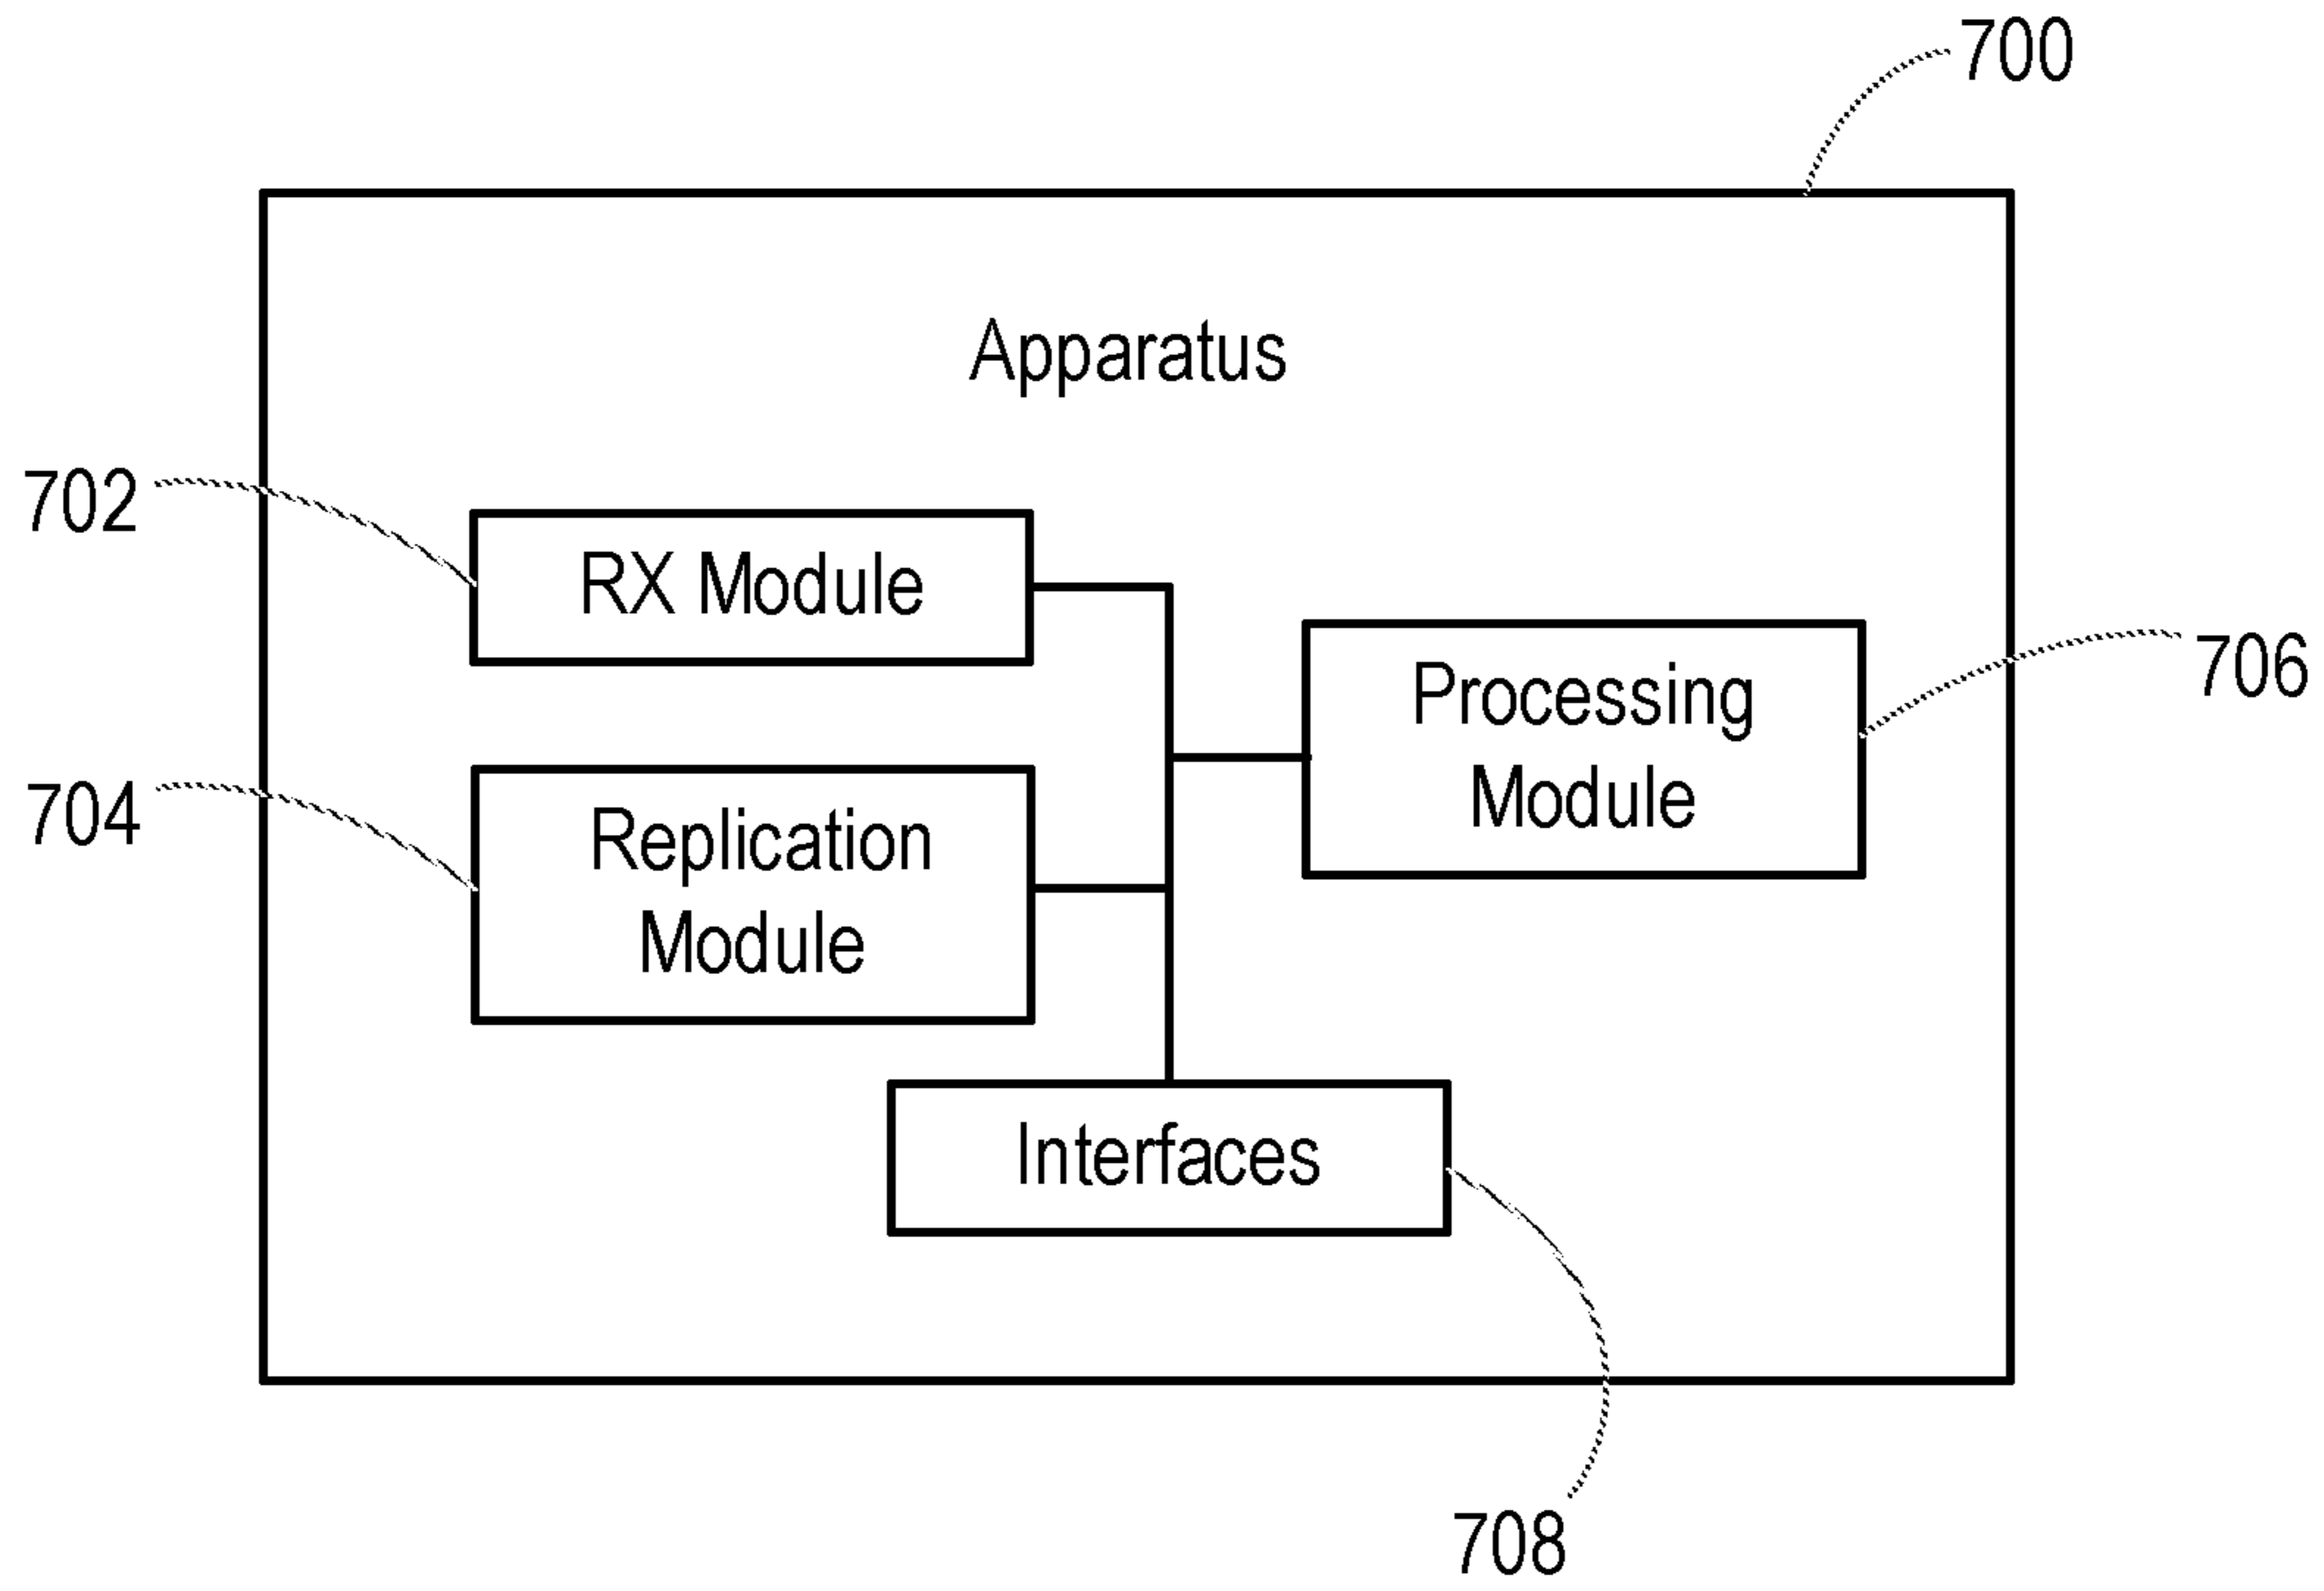 700
Apparatus
702
RX Module
Processing
Module
706
704
Replication
Module
Interfaces
708